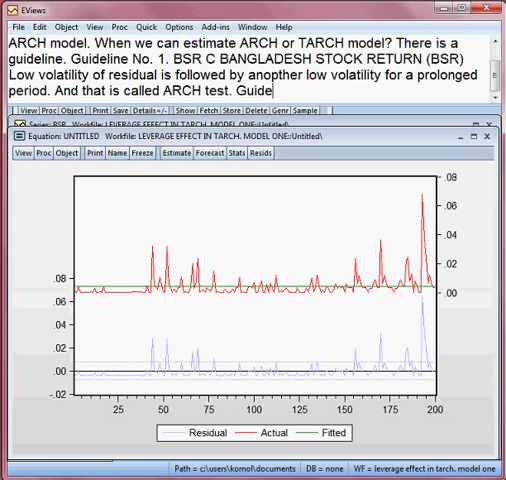 EViews
File Edit Object View Proc Quick Options Add-ins Window Help
ARCH model. When we can estimate ARCH or TARCH model? There is a
guideline. Guideline No. 1. BSR C BANGLADESH STOCK RETURN (BSR)
Low volatility of residual is followed by anopther low volatility for a prolonged
period. And that is called ARCH test. Guide
View Proc Object Print Save Details+/- Show Fetch Store Delete Genr Sample
Series: BSR Workfile: LEVERAGE EFFECT IN TARCH. MODEL ONE::Untitled\
Equation: UNTITLED Workfile: LEVERAGE EFFECT IN TARCH. MODEL ONE::Untitled\
View Proc Object Print Name Freeze Estimate Forecast Stats Resids
.08
.06
.04
.02
.00
.08
.06
.04
.02
.00
-.02
25 50 75 100 125 150 175 200
Residual Actual Fitted
Path = c:\users\komol\documents DB = none WF = leverage effect in tarch. model one